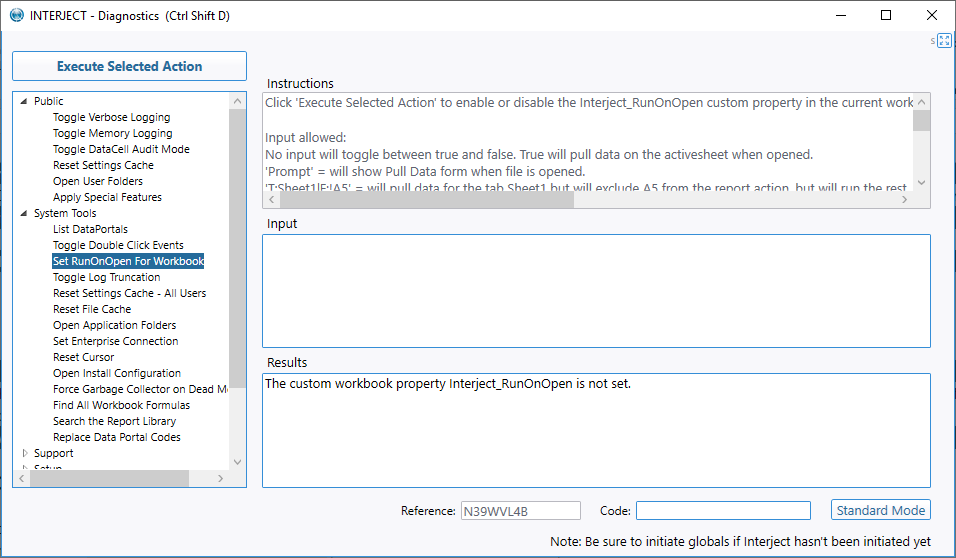 INTERJECT - Diagnostics  (Ctrl Shift D)
s
Execute Selected Action
Public
Toggle Verbose Logging
Toggle Memory Logging
Toggle DataCell Audit Mode
Reset Settings Cache
Open User Folders
Apply Special Features
System Tools
List DataPortals
Toggle Double Click Events
Set RunOnOpen For Workbook
Toggle Log Truncation
Reset Settings Cache - All Users
Reset File Cache
Open Application Folders
Set Enterprise Connection
Reset Cursor
Open Install Configuration
Force Garbage Collector on Dead M
Find All Workbook Formulas
Search the Report Library
Replace Data Portal Codes
Support
Setup
Instructions
Click 'Execute Selected Action' to enable or disable the Interject_RunOnOpen custom property in the current work
Input allowed:
No input will toggle between true and false. True will pull data on the activesheet when opened.
'Prompt' = will show Pull Data form when file is opened.
'T:Sheet1|E:!A5' = will pull data for the tab Sheet1 but will exclude A5 from the report action, but will run the rest
Input
Results
The custom workbook property Interject_RunOnOpen is not set.
Reference: N39WVL4B Code: Standard Mode
Note: Be sure to initiate globals if Interject hasn't been initiated yet